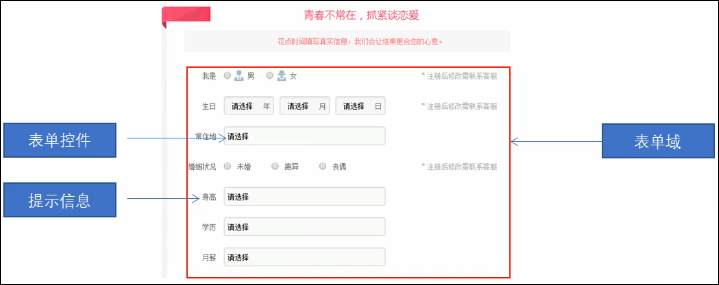 青春不常在，抓紧谈恋爱
花点时间填写真实信息，我们会让结果更合您的心意。
我是 男 女 * 注册后修改需联系客服
生日 请选择 年 请选择 月 请选择 日 * 注册后修改需联系客服
常住地 请选择
婚姻状况 未婚 离异 丧偶 * 注册后修改需联系客服
身高 请选择
学历 请选择
月薪 请选择
表单控件
提示信息
表单域